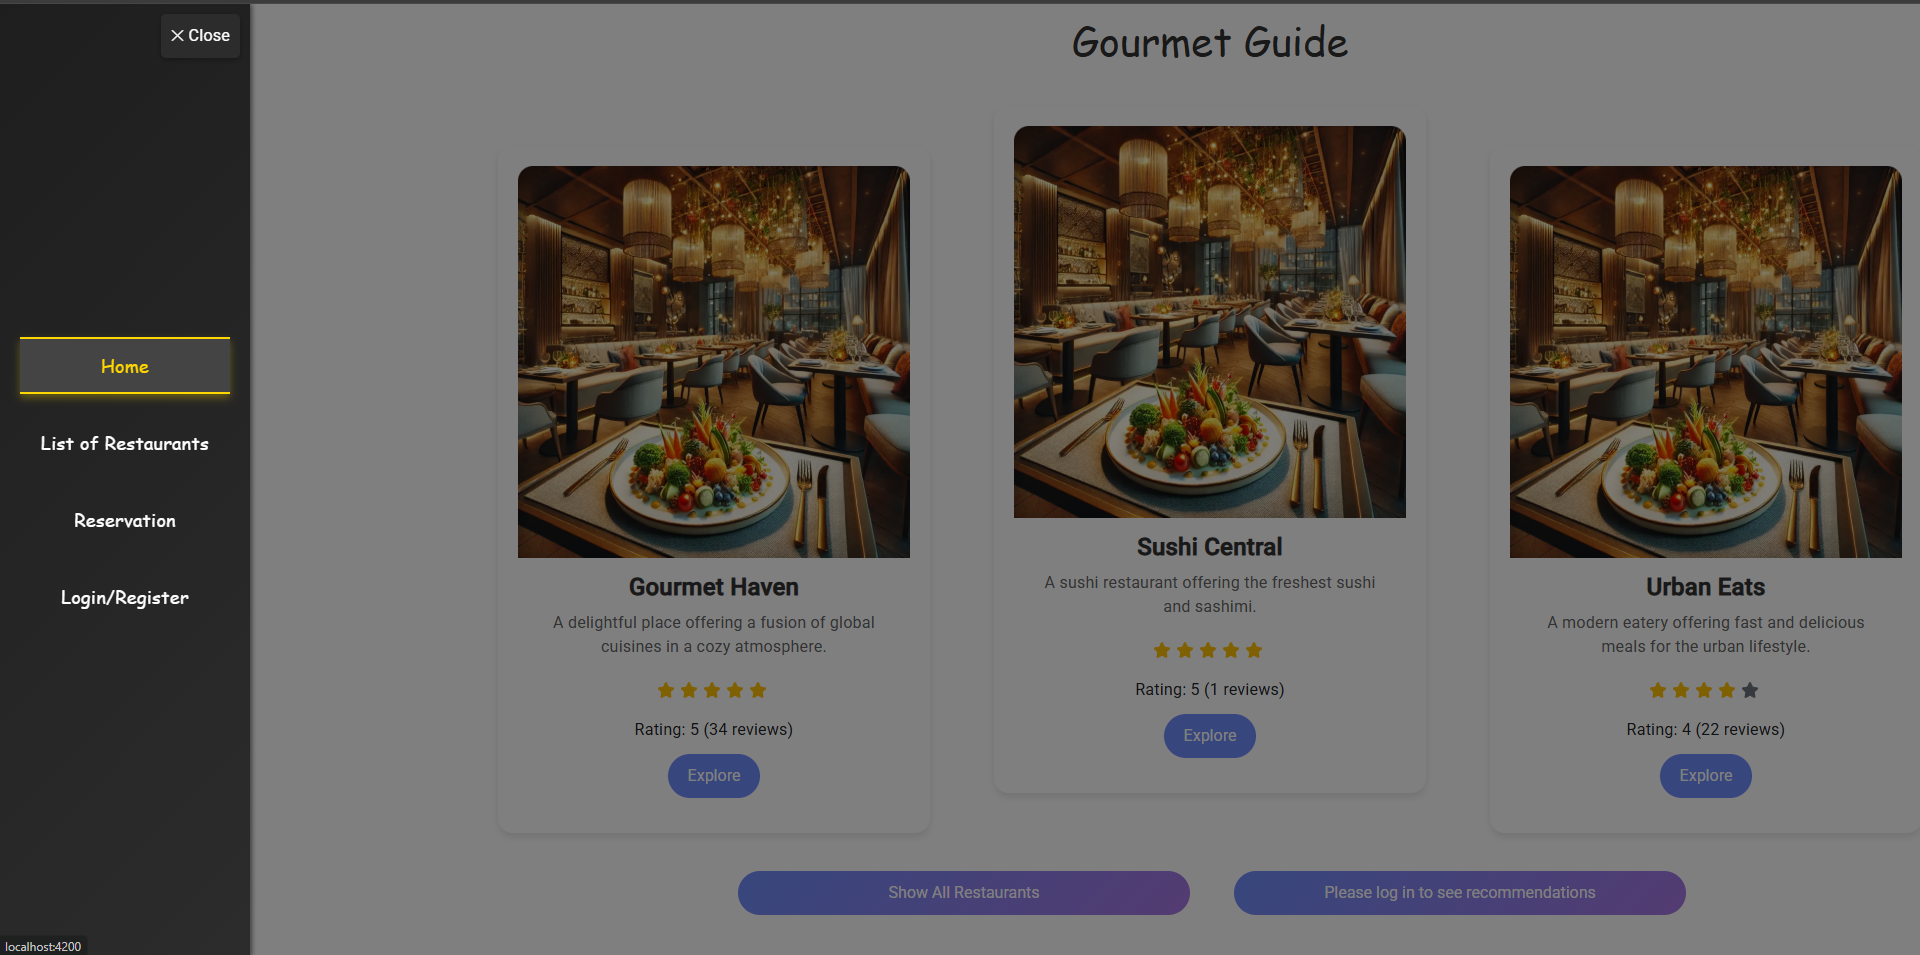 Close
Gourmet Guide
Home
List of Restaurants
Reservation
Login/Register
Gourmet Haven
A delightful place offering a fusion of global
cuisines in a cozy atmosphere.
Rating: 5 (34 reviews)
Explore
Sushi Central
A sushi restaurant offering the freshest sushi
and sashimi.
Rating: 5 (1 reviews)
Explore
Urban Eats
A modern eatery offering fast and delicious
meals for the urban lifestyle.
Rating: 4 (22 reviews)
Explore
Show All Restaurants
Please log in to see recommendations
localhost:4200